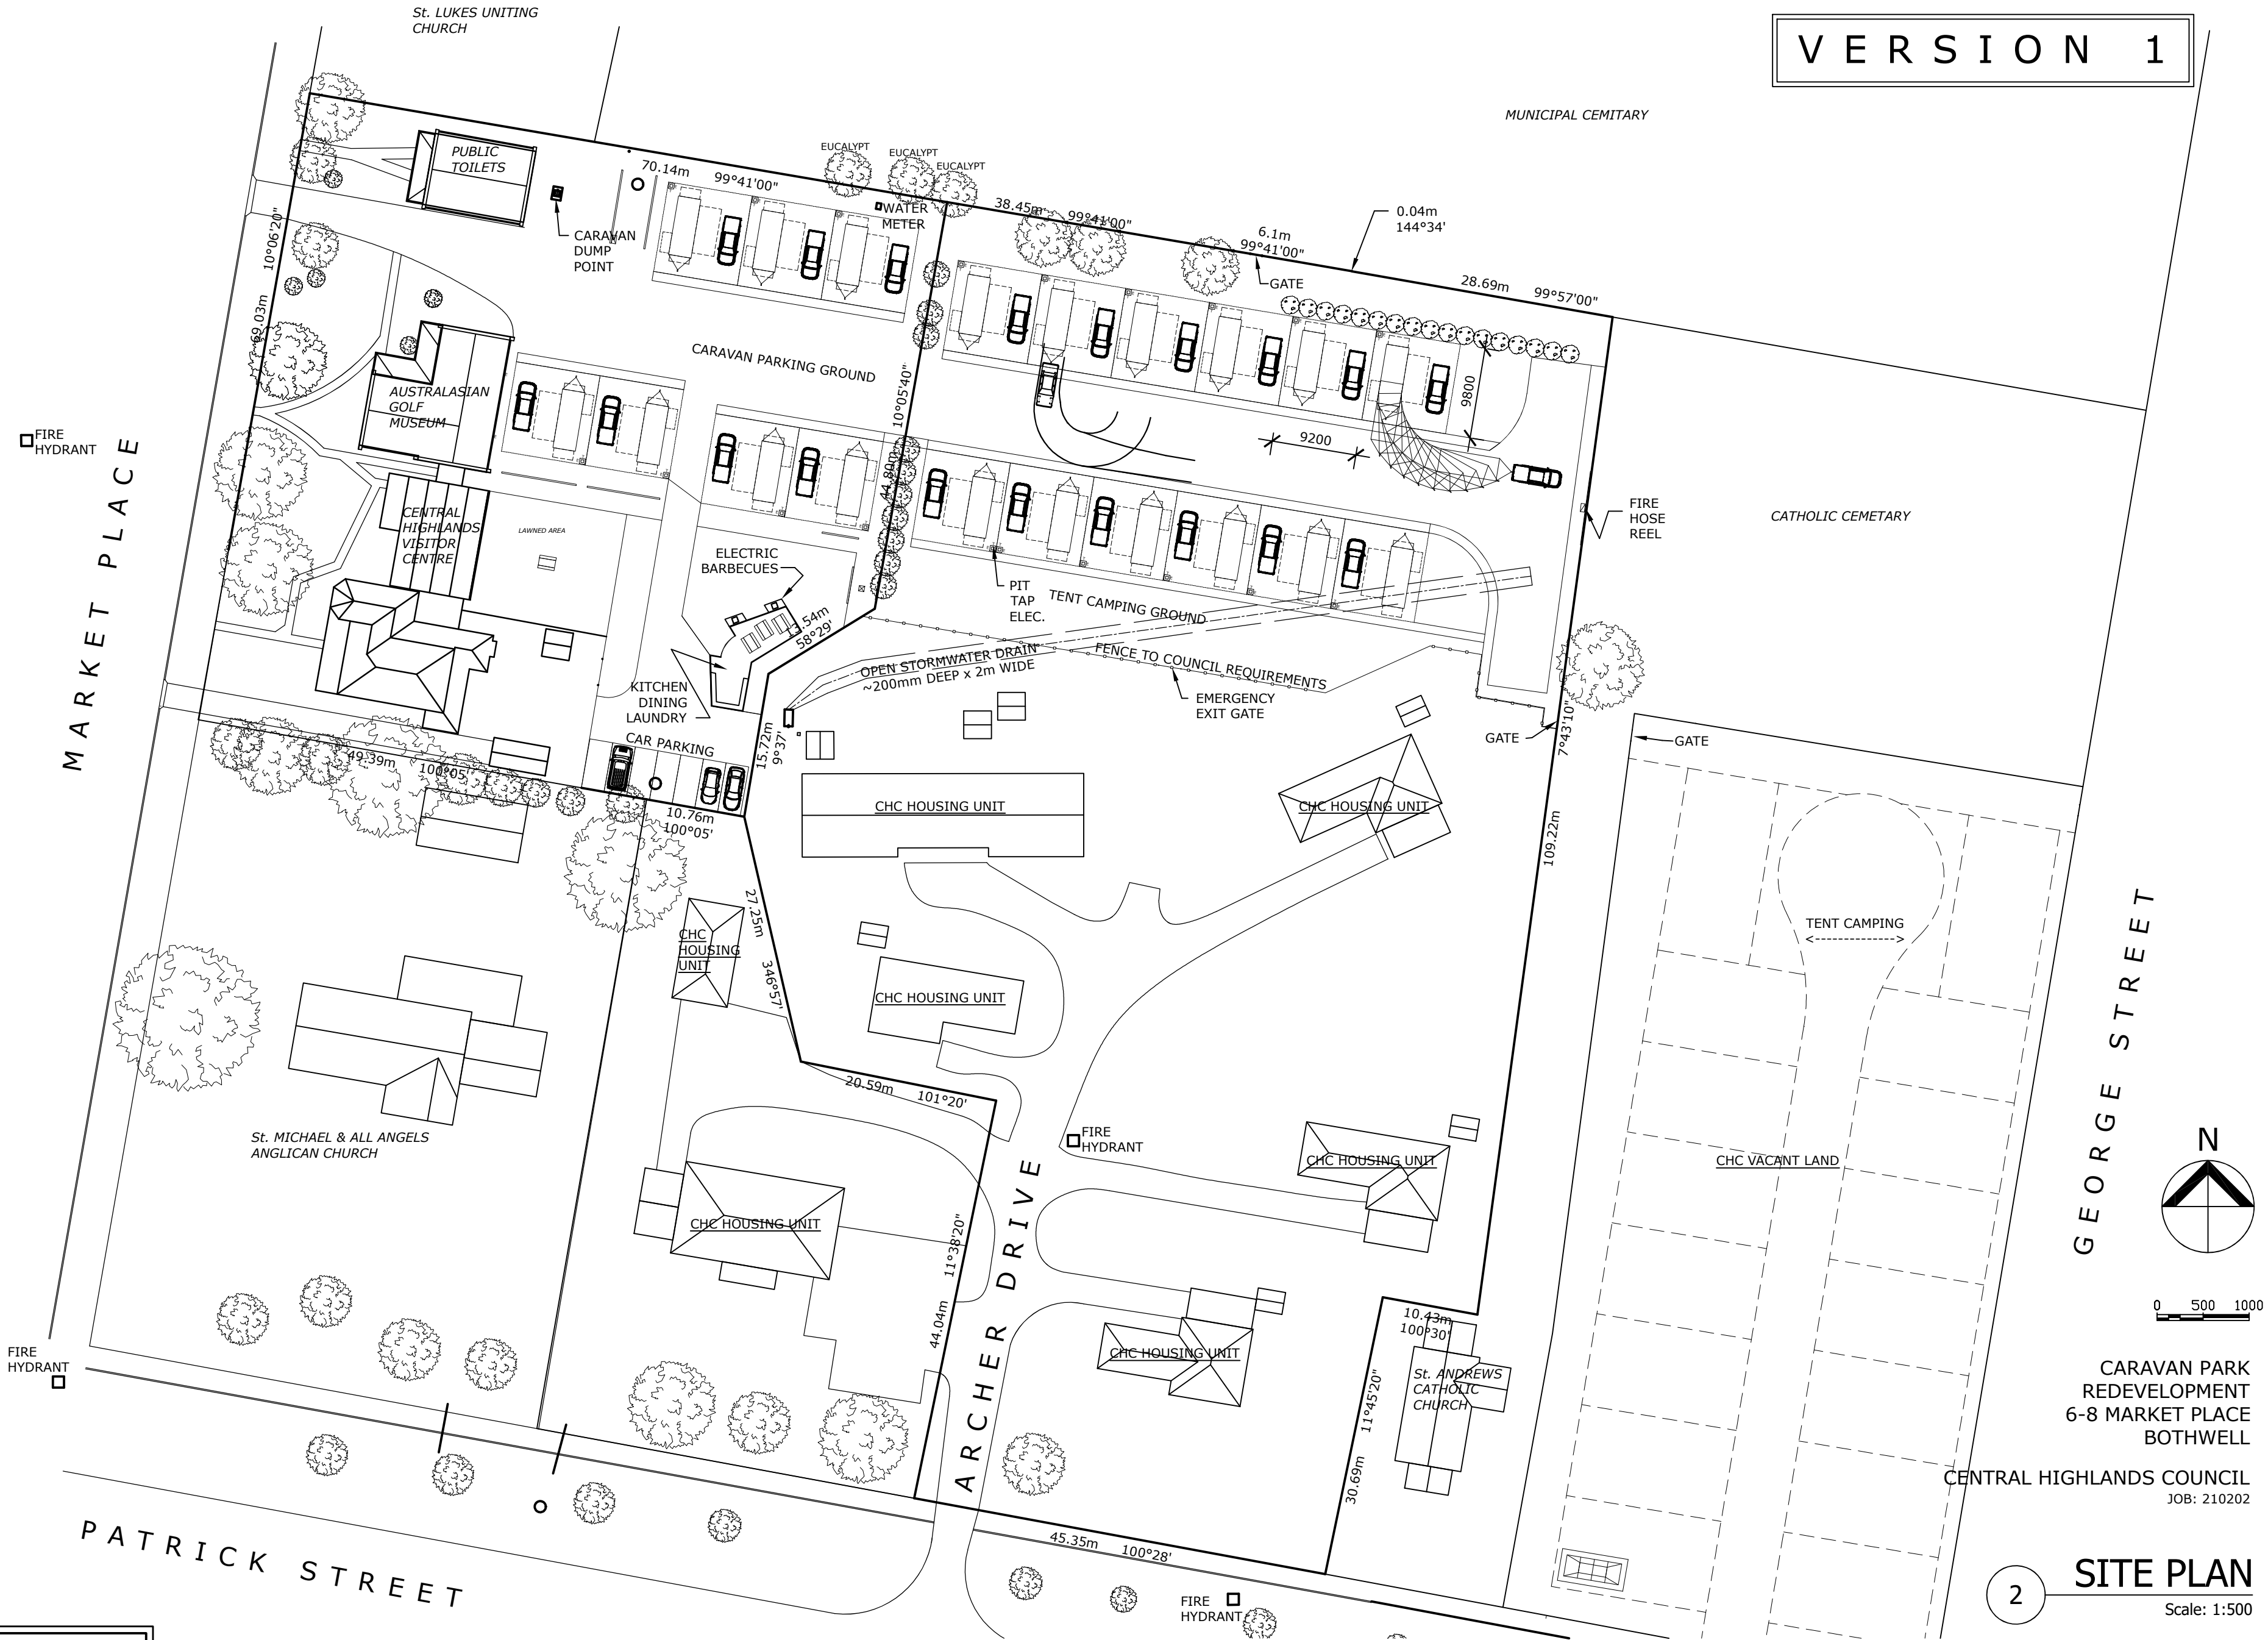 St. LUKES UNITING
CHURCH
VERSION 1
MUNICIPAL CEMITARY
PUBLIC
TOILETS
EUCALYPT
EUCALYPT
EUCALYPT
70.14m 99°41'00"
WATER
METER
38.45m 99°41'00"
6.1m
99°41'00"
0.04m
144°34'
GATE
28.69m 99°57'00"
CARAVAN
DUMP
POINT
69.03m 10°06'20"
CARAVAN PARKING GROUND
44.80m 10°05'40"
AUSTRALASIAN
GOLF
MUSEUM
9800
9200
FIRE
HYDRANT
MARKET PLACE
CENTRAL
HIGHLANDS
VISITOR
CENTRE
LAWNED AREA
FIRE
HOSE
REEL
CATHOLIC CEMETARY
ELECTRIC
BARBECUES
PIT
TAP
ELEC.
TENT CAMPING GROUND
13.54m
58°29'
OPEN STORMWATER DRAIN
~200mm DEEP x 2m WIDE
FENCE TO COUNCIL REQUIREMENTS
EMERGENCY
EXIT GATE
KITCHEN
DINING
LAUNDRY
CAR PARKING
15.72m
9°37'
GATE
109.22m 7°43'10"
GATE
49.39m 100°05'
10.76m
100°05'
CHC HOUSING UNIT
CHC HOUSING UNIT
27.25m 346°57'
CHC
HOUSING
UNIT
TENT CAMPING
GEORGE STREET
CHC HOUSING UNIT
20.59m 101°20'
St. MICHAEL & ALL ANGELS
ANGLICAN CHURCH
FIRE
HYDRANT
CHC HOUSING UNIT
CHC VACANT LAND
N
CHC HOUSING UNIT
44.04m 11°38'20"
ARCHER DRIVE
10.43m
100°30'
0 500 1000
CHC HOUSING UNIT
FIRE
HYDRANT
St. ANDREWS
CATHOLIC
CHURCH
30.69m 11°45'20"
CARAVAN PARK
REDEVELOPMENT
6-8 MARKET PLACE
BOTHWELL
CENTRAL HIGHLANDS COUNCIL
JOB: 210202
PATRICK STREET
45.35m 100°28'
FIRE
HYDRANT
2
SITE PLAN
Scale: 1:500